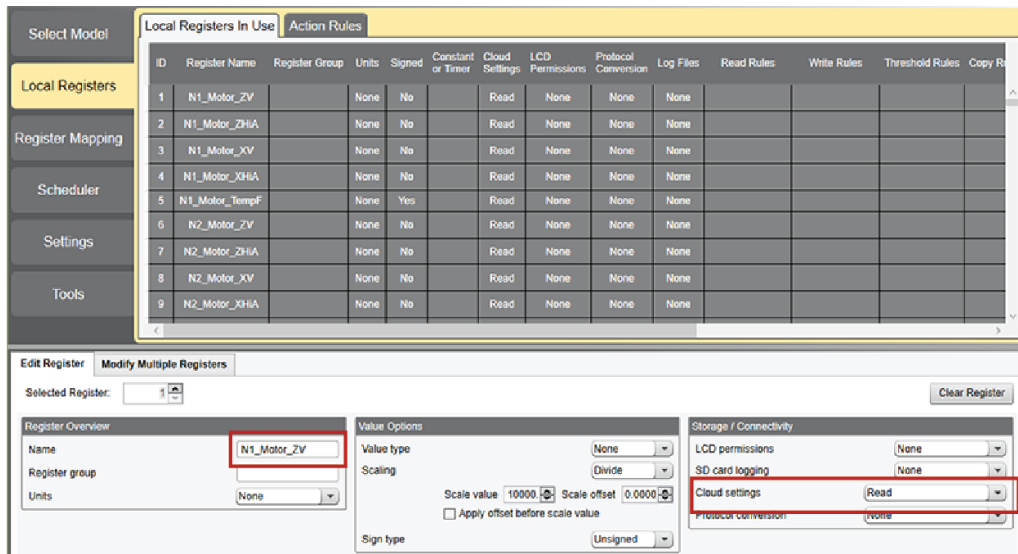 Select Model
Local Registers
Register Mapping
Scheduler
Settings
Tools
Local Registers In Use Action Rules
ID Register Name Register Group Units Signed Constant or Timer Cloud Settings LCD Permissions Protocol Conversion Log Files Read Rules Write Rules Threshold Rules Copy
1 N1_Motor_ZV None No Read None None None
2 N1_Motor_ZHiA None No Read None None None
3 N1_Motor_XV None No Read None None None
4 N1_Motor_XHiA None No Read None None None
5 N1_Motor_TempF None Yes Read None None None
6 N2_Motor_ZV None No Read None None None
7 N2_Motor_ZHiA None No Read None None None
8 N2_Motor_XV None No Read None None None
9 N2_Motor_XHiA None No Read None None None
Edit Register Modify Multiple Registers
Selected Register: 1 Clear Register
Register Overview
Name N1_Motor_ZV
Register group
Units None
Value Options
Value type None
Scaling Divide
Scale value 10000. Scale offset 0.0000
Apply offset before scale value
Sign type Unsigned
Storage / Connectivity
LCD permissions None
SD card logging None
Cloud settings Read
Protocol conversion None